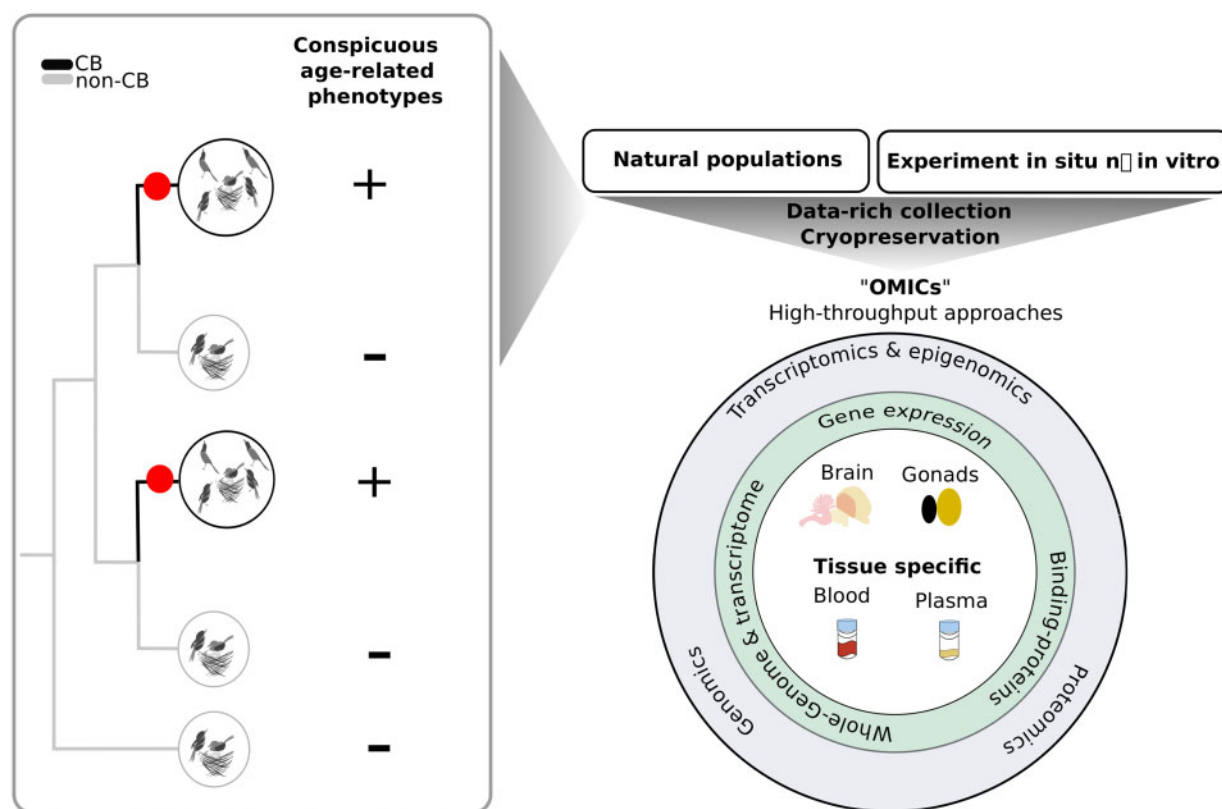 CB
non-CB
Conspicuous
age-related
phenotypes
+
-
+
-
-
Natural populations
Experiment in situ n▯ in vitro
Data-rich collection
Cryopreservation
"OMICs"
High-throughput approaches
Transcriptomics & epigenomics
Gene expression
Brain
Gonads
Whole-Genome & transcriptome
Binding-proteins
Tissue specific
Blood
Plasma
Genomics
Proteomics